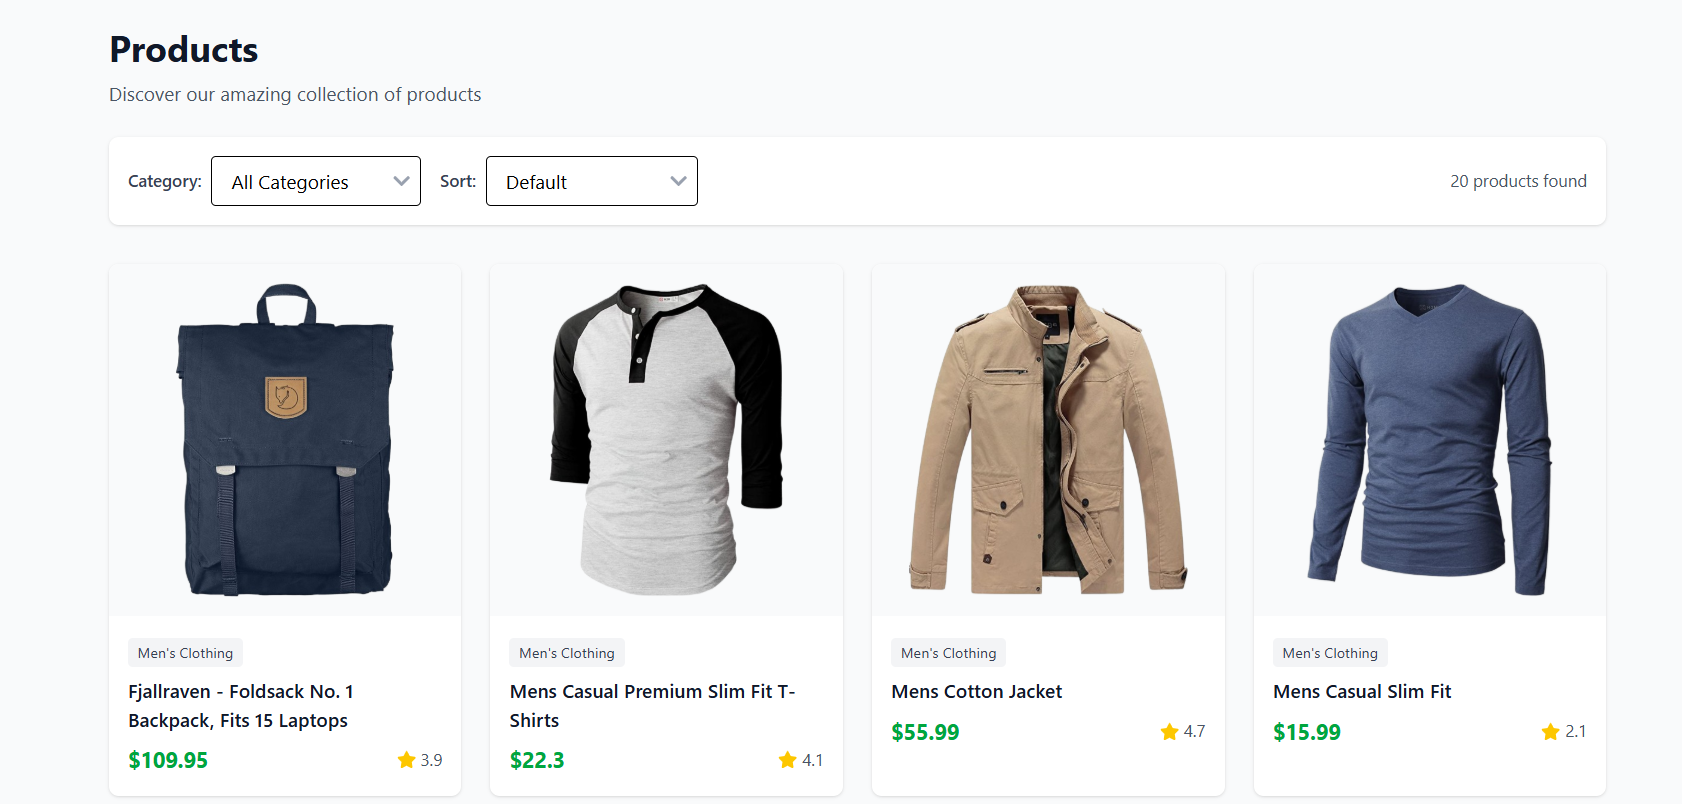 Products
Discover our amazing collection of products
Category: All Categories Sort: Default 20 products found
Men's Clothing
Fjallraven - Foldsack No. 1
Backpack, Fits 15 Laptops
$109.95 3.9
Men's Clothing
Mens Casual Premium Slim Fit T-
Shirts
$22.3 4.1
Men's Clothing
Mens Cotton Jacket
$55.99 4.7
Men's Clothing
Mens Casual Slim Fit
$15.99 2.1